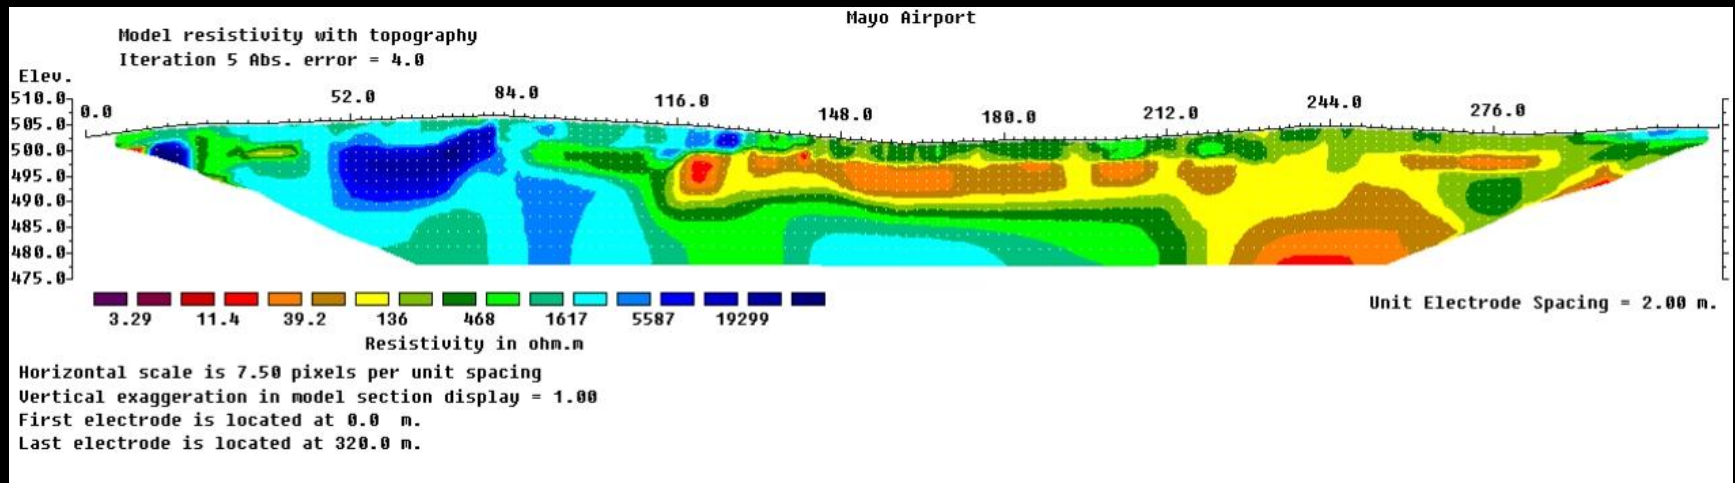 Mayo Airport
Model resistivity with topography
Iteration 5 Abs. error = 4.0
Elev.
510.0
505.0
500.0
495.0
490.0
485.0
480.0
475.0
0.0 52.0 84.0 116.0 148.0 180.0 212.0 244.0 276.0
3.29 11.4 39.2 136 468 1617 5587 19299
Resistivity in ohm.m
Unit Electrode Spacing = 2.00 m.
Horizontal scale is 7.50 pixels per unit spacing
Vertical exaggeration in model section display = 1.00
First electrode is located at 0.0 m.
Last electrode is located at 320.0 m.